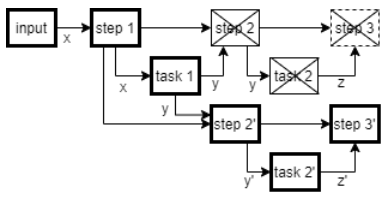 input
x
step 1
step 2
step 3
x
task 1
y
y
task 2
z
y
step 2'
step 3'
y'
task 2'
z'